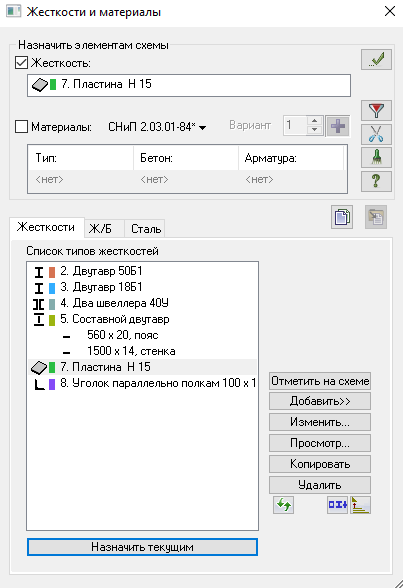 Жесткости и материалы
Назначить элементам схемы
Жесткость:
7. Пластина Н 15
Материалы: СНиП 2.03.01-84* Вариант 1
Тип: Бетон: Арматура:
<нет> <нет> <нет>
Жесткости Ж/Б Сталь
Список типов жесткостей
2. Двутавр 50Б1
3. Двутавр 18Б1
4. Два швеллера 40У
5. Составной двутавр
560 x 20, пояс
1500 x 14, стенка
7. Пластина Н 15
8. Уголок параллельно полкам 100 x 1
Отметить на схеме
Добавить>>
Изменить...
Просмотр...
Копировать
Удалить
Назначить текущим